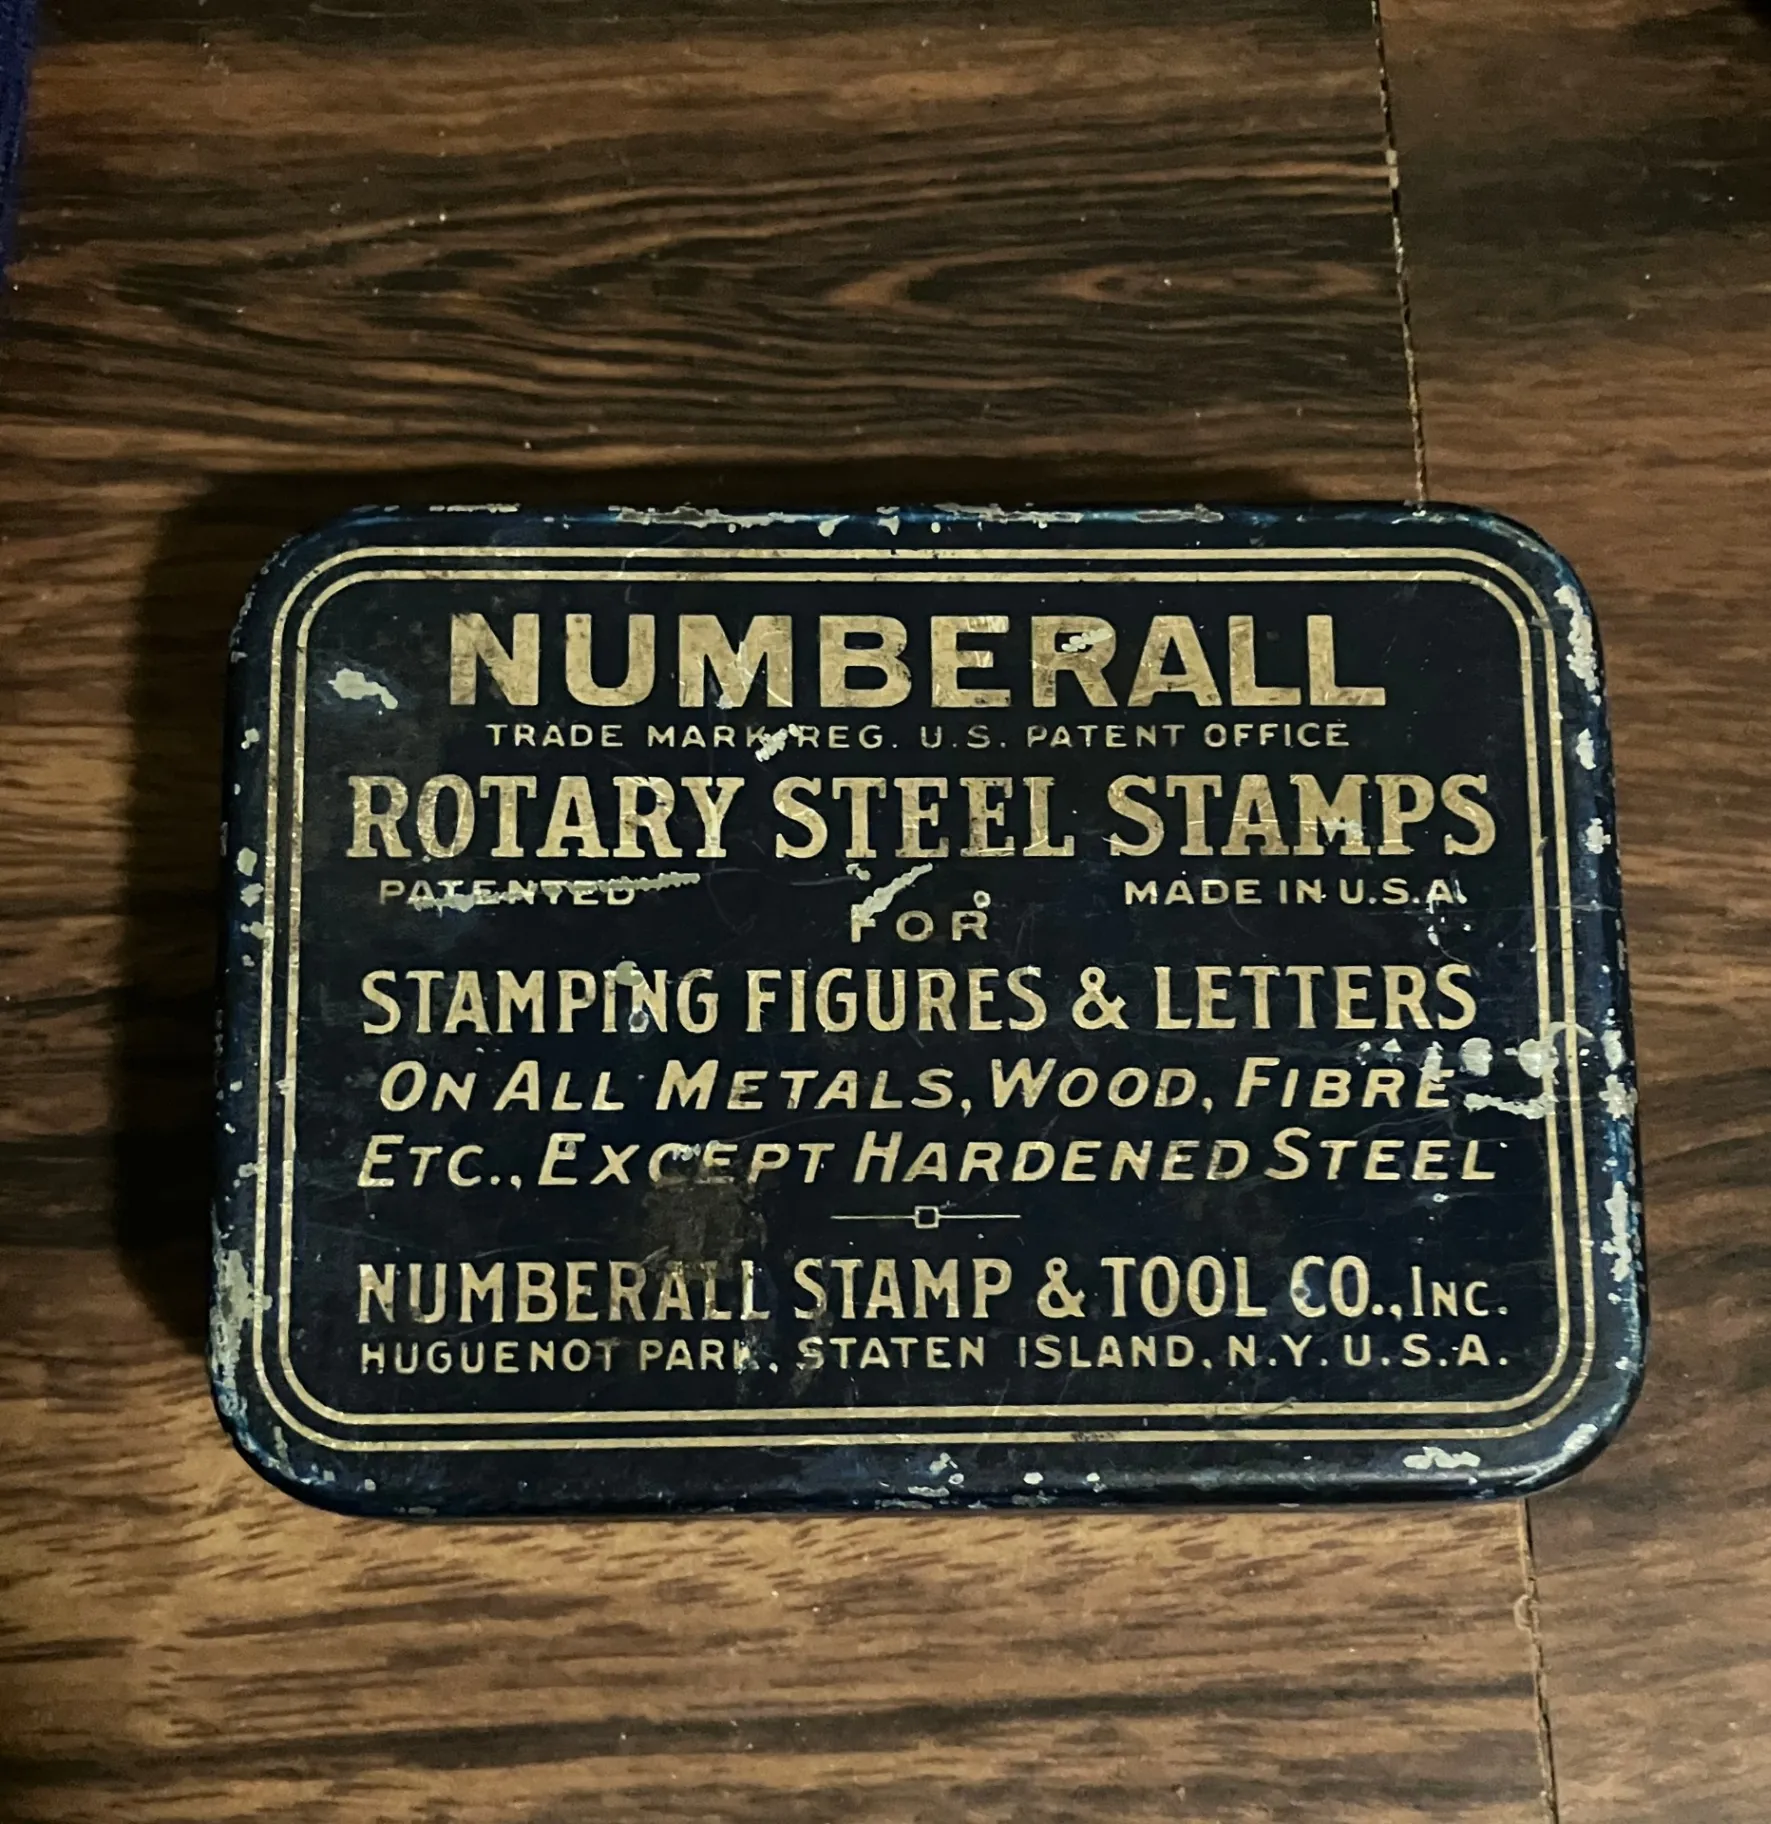 NUMBERALL
TRADE MARK REG. U.S. PATENT OFFICE
ROTARY STEEL STAMPS
PATENTED MADE IN U.S.A.
FOR
STAMPING FIGURES & LETTERS
ON ALL METALS, WOOD, FIBRE
ETC., EXCEPT HARDENED STEEL
NUMBERALL STAMP & TOOL CO., INC.
HUGUENOT PARK, STATEN ISLAND, N.Y. U.S.A.